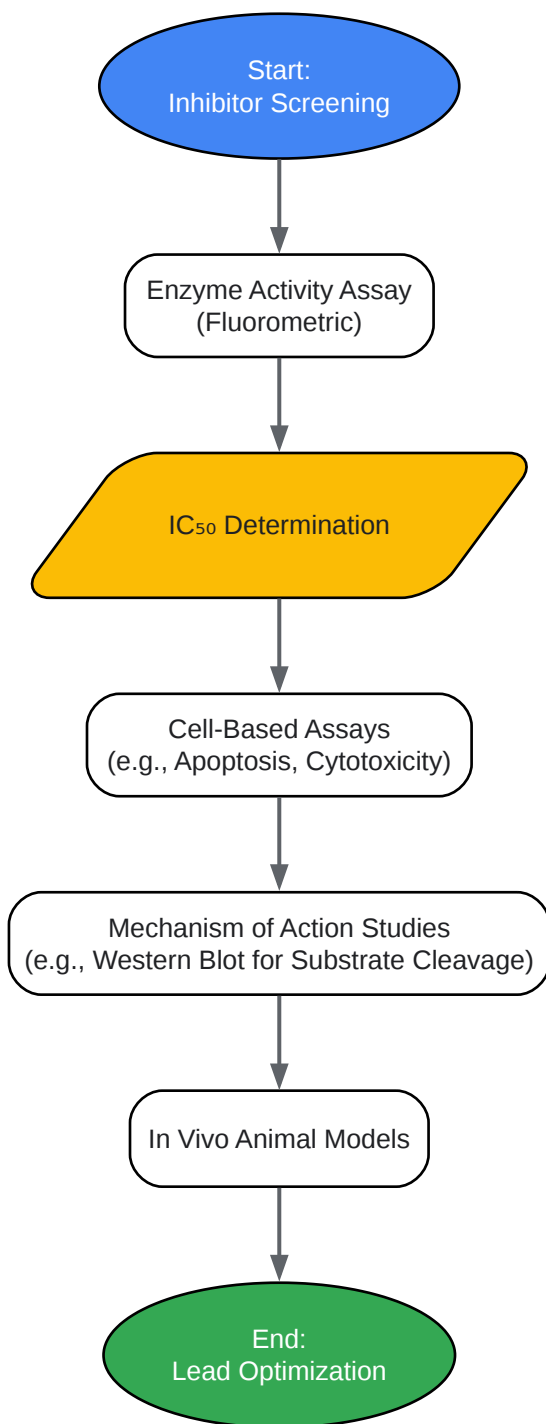 Start:
Inhibitor Screening
Enzyme Activity Assay
(Fluorometric)
IC₅₀ Determination
Cell-Based Assays
(e.g., Apoptosis, Cytotoxicity)
Mechanism of Action Studies
(e.g., Western Blot for Substrate Cleavage)
In Vivo Animal Models
End:
Lead Optimization